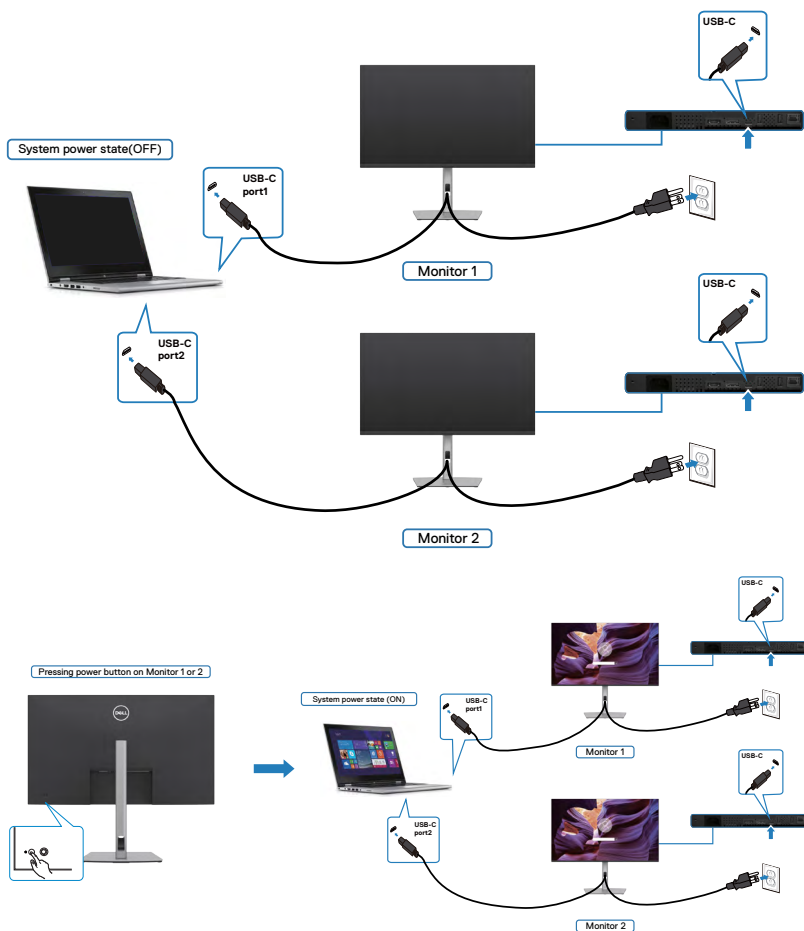 USB-C
System power state(OFF)
USB-C
port1
Monitor 1
USB-C
USB-C
port2
Monitor 2
USB-C
Pressing power button on Monitor 1 or 2
DELL
System power state (ON)
USB-C
port1
Monitor 1
USB-C
USB-C
port2
Monitor 2